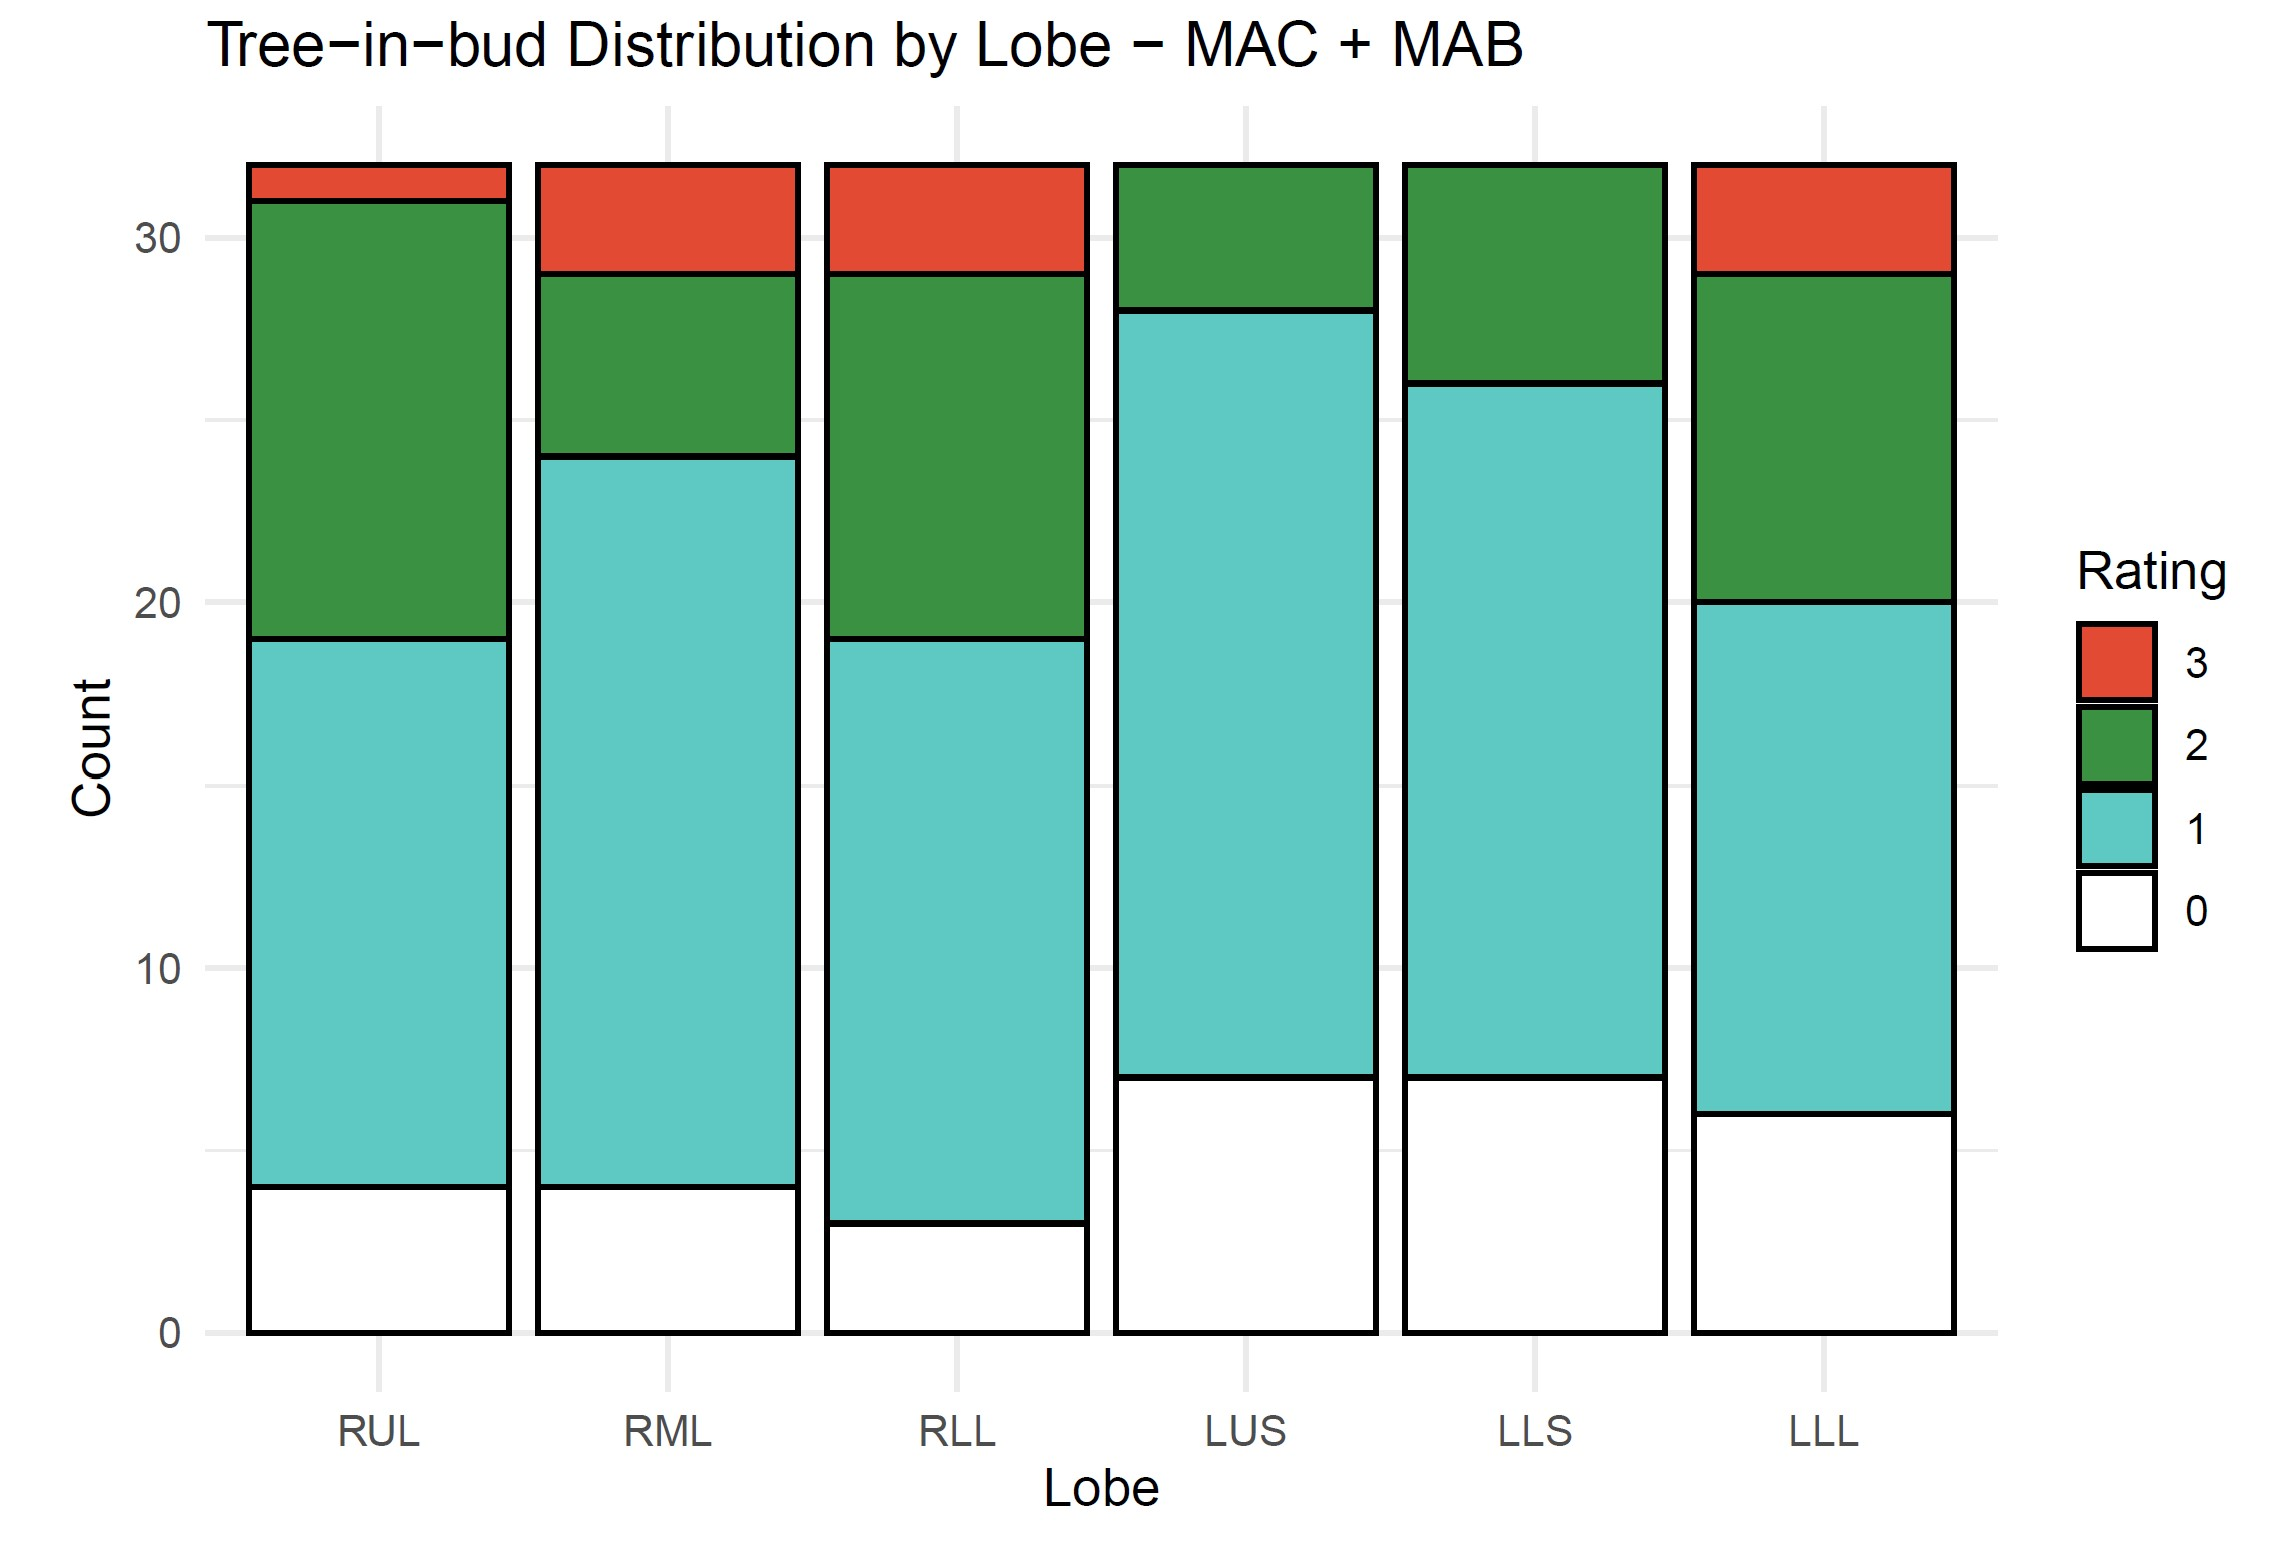 Tree−in−bud Distribution by Lobe − MAC + MAB
30
20
10
0
Count
RUL RML RLL LUS LLS LLL
Lobe
Rating
3
2
1
0